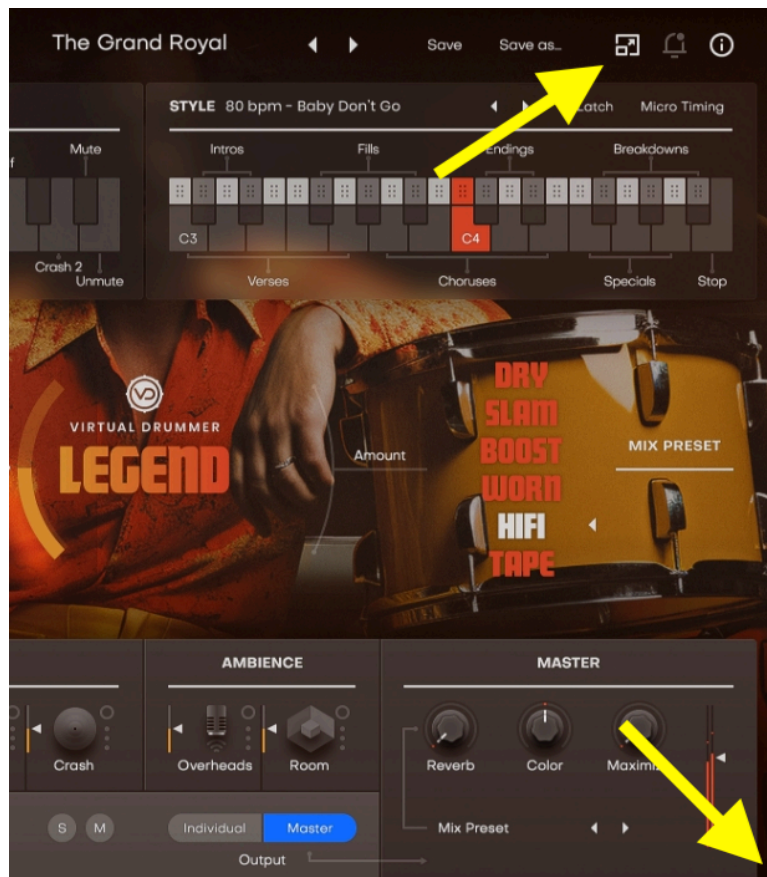 The Grand Royal
Save
Save as...
STYLE 80 bpm - Baby Don't Go
Micro Timing
Mute
Intros
Fills
Endings
Breakdowns
C3
C4
Crash 2
Unmute
Verses
Choruses
Specials
Stop
VD
VIRTUAL DRUMMER
LEGEND
Amount
DRY
SLAM
BOOST
WORN
HIFI
TAPE
MIX PRESET
AMBIENCE
MASTER
Crash
Overheads
Room
Reverb
Color
S
M
Individual
Master
Mix Preset
Output